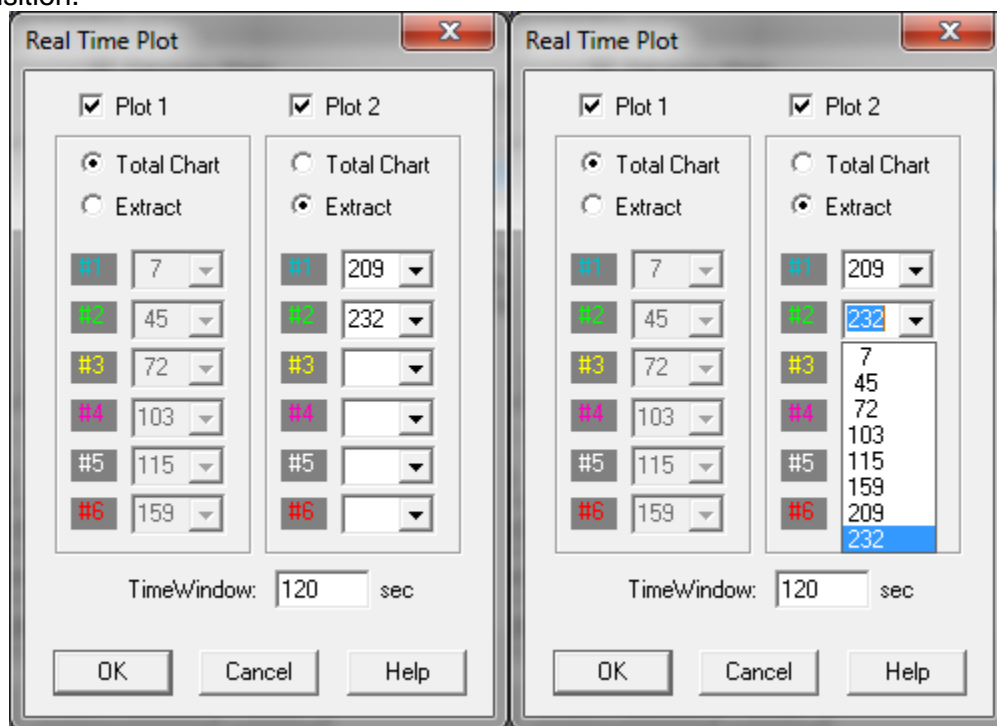 sition.
Real Time Plot
Plot 1 Plot 2
Total Chart Total Chart
Extract Extract
#1 7 #1 209
#2 45 #2 232
#3 72 #3
#4 103 #4
#5 115 #5
#6 159 #6
TimeWindow: 120 sec
OK Cancel Help
Real Time Plot
Plot 1 Plot 2
Total Chart Total Chart
Extract Extract
#1 7 #1 209
#2 45 #2 232
#3 72 #3
#4 103 #4
#5 115 #5
#6 159 #6
7
45
72
103
115
159
209
232
TimeWindow: 120 sec
OK Cancel Help